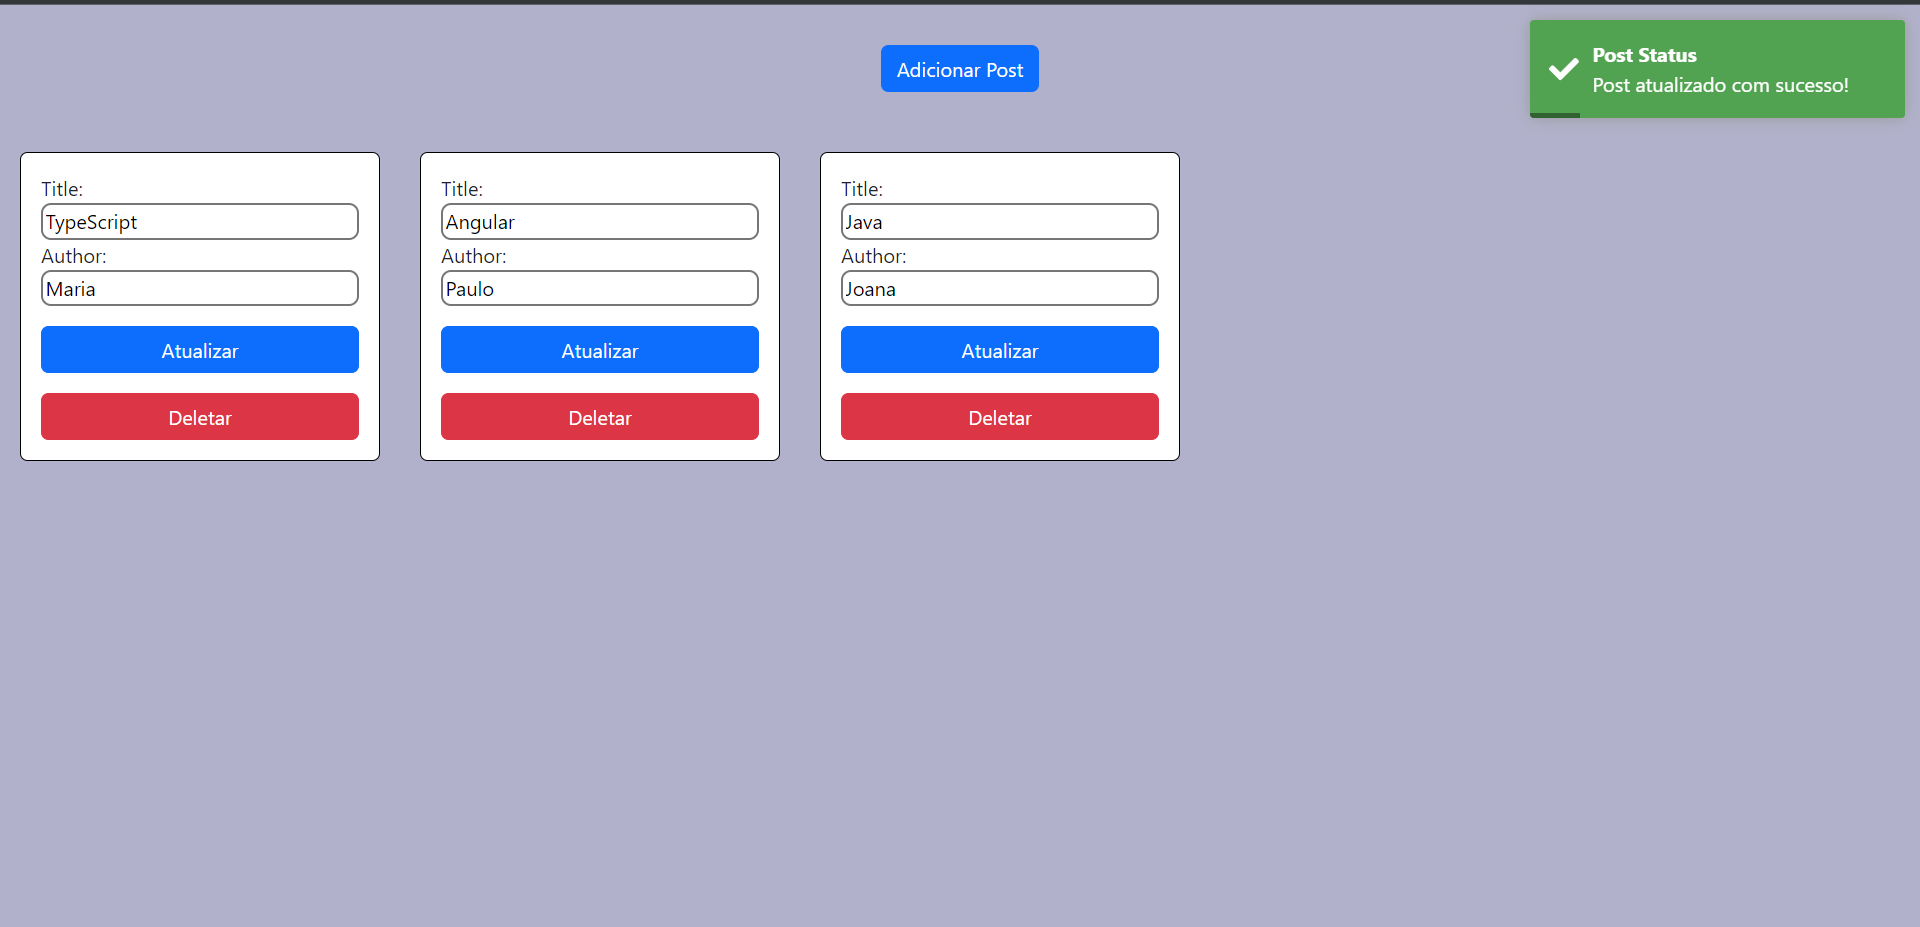 Adicionar Post
Post Status
Post atualizado com sucesso!
Title:
TypeScript
Author:
Maria
Atualizar
Deletar
Title:
Angular
Author:
Paulo
Atualizar
Deletar
Title:
Java
Author:
Joana
Atualizar
Deletar